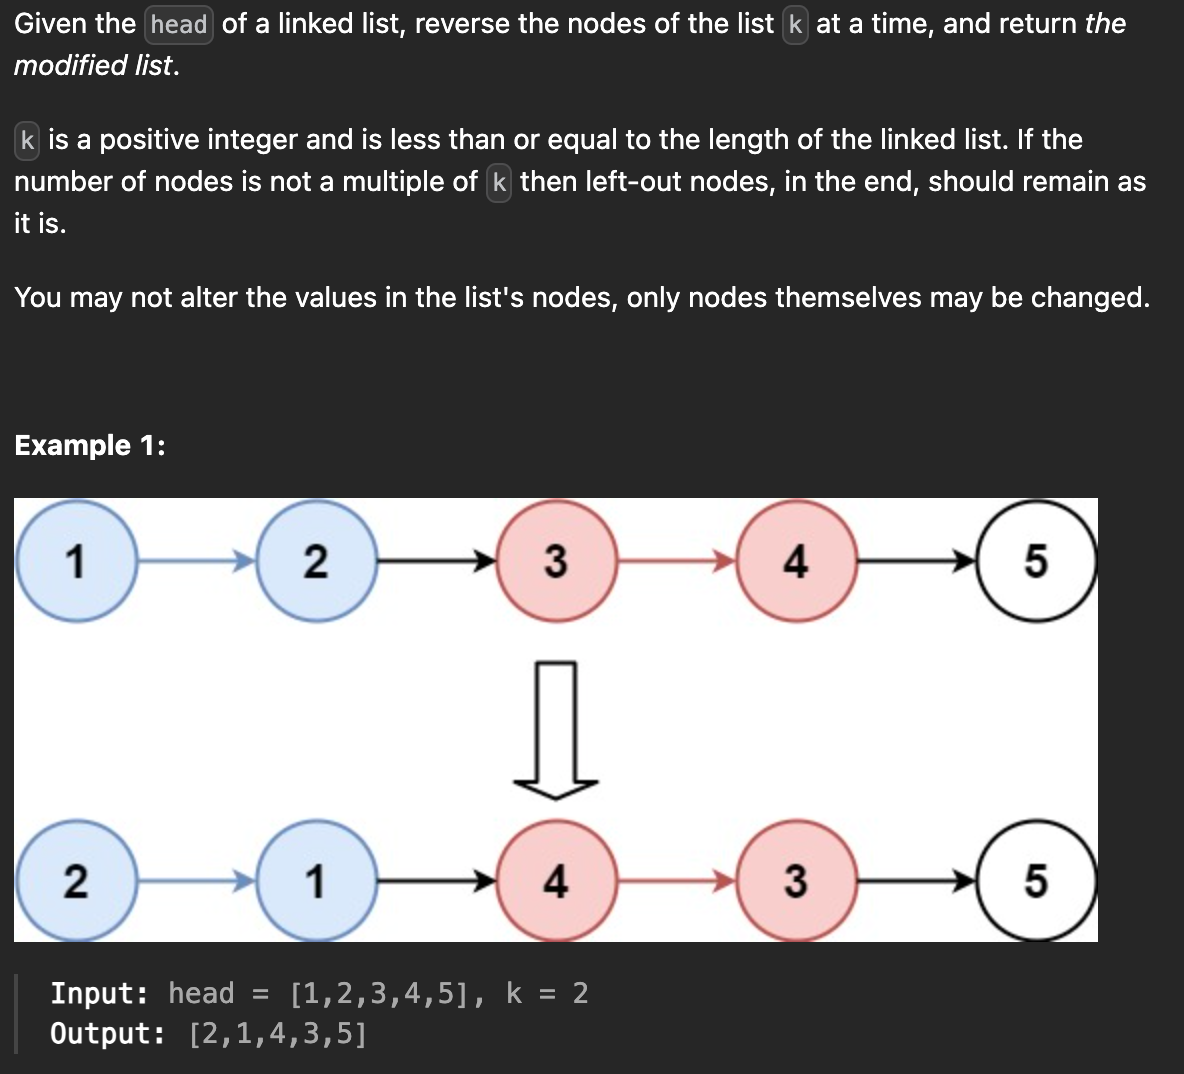 Given the head of a linked list, reverse the nodes of the list k at a time, and return the
modified list.
k is a positive integer and is less than or equal to the length of the linked list. If the
number of nodes is not a multiple of k then left-out nodes, in the end, should remain as
it is.
You may not alter the values in the list's nodes, only nodes themselves may be changed.
Example 1:
1 2 3 4 5
2 1 4 3 5
Input: head = [1,2,3,4,5], k = 2
Output: [2,1,4,3,5]